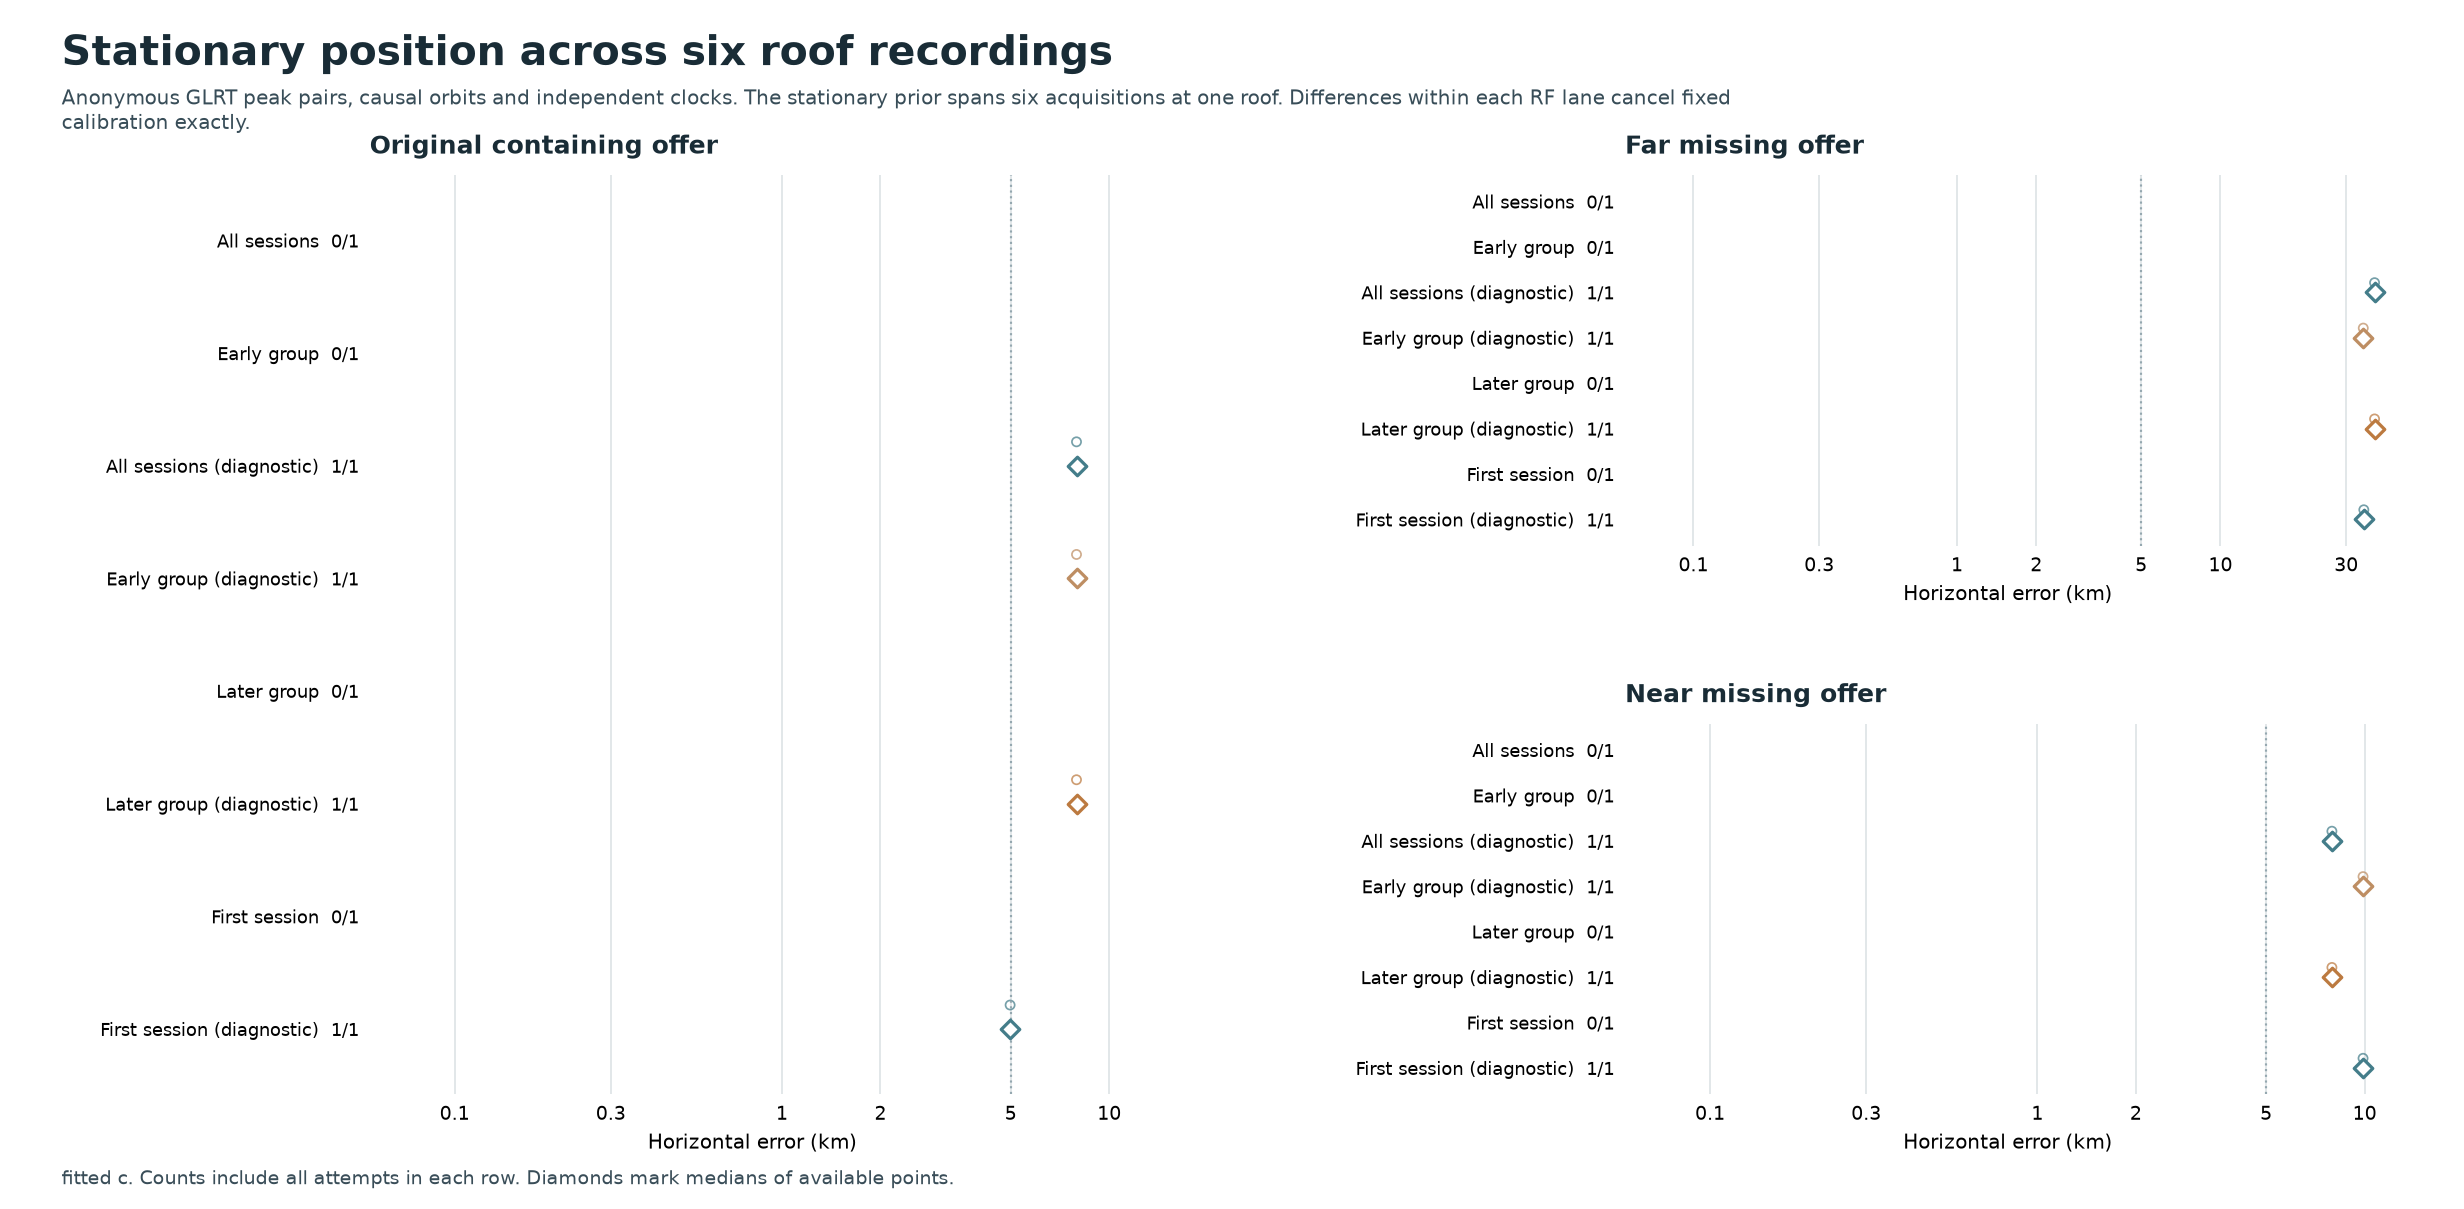 Stationary position across six roof recordings
Anonymous GLRT peak pairs, causal orbits and independent clocks. The stationary prior spans six acquisitions at one roof. Differences within each RF lane cancel fixed
calibration exactly.
Original containing offer
All sessions 0/1
Early group 0/1
All sessions (diagnostic) 1/1
Early group (diagnostic) 1/1
Later group 0/1
Later group (diagnostic) 1/1
First session 0/1
First session (diagnostic) 1/1
0.1 0.3 1 2 5 10
Horizontal error (km)
Far missing offer
All sessions 0/1
Early group 0/1
All sessions (diagnostic) 1/1
Early group (diagnostic) 1/1
Later group 0/1
Later group (diagnostic) 1/1
First session 0/1
First session (diagnostic) 1/1
0.1 0.3 1 2 5 10 30
Horizontal error (km)
Near missing offer
All sessions 0/1
Early group 0/1
All sessions (diagnostic) 1/1
Early group (diagnostic) 1/1
Later group 0/1
Later group (diagnostic) 1/1
First session 0/1
First session (diagnostic) 1/1
0.1 0.3 1 2 5 10
Horizontal error (km)
fitted c. Counts include all attempts in each row. Diamonds mark medians of available points.